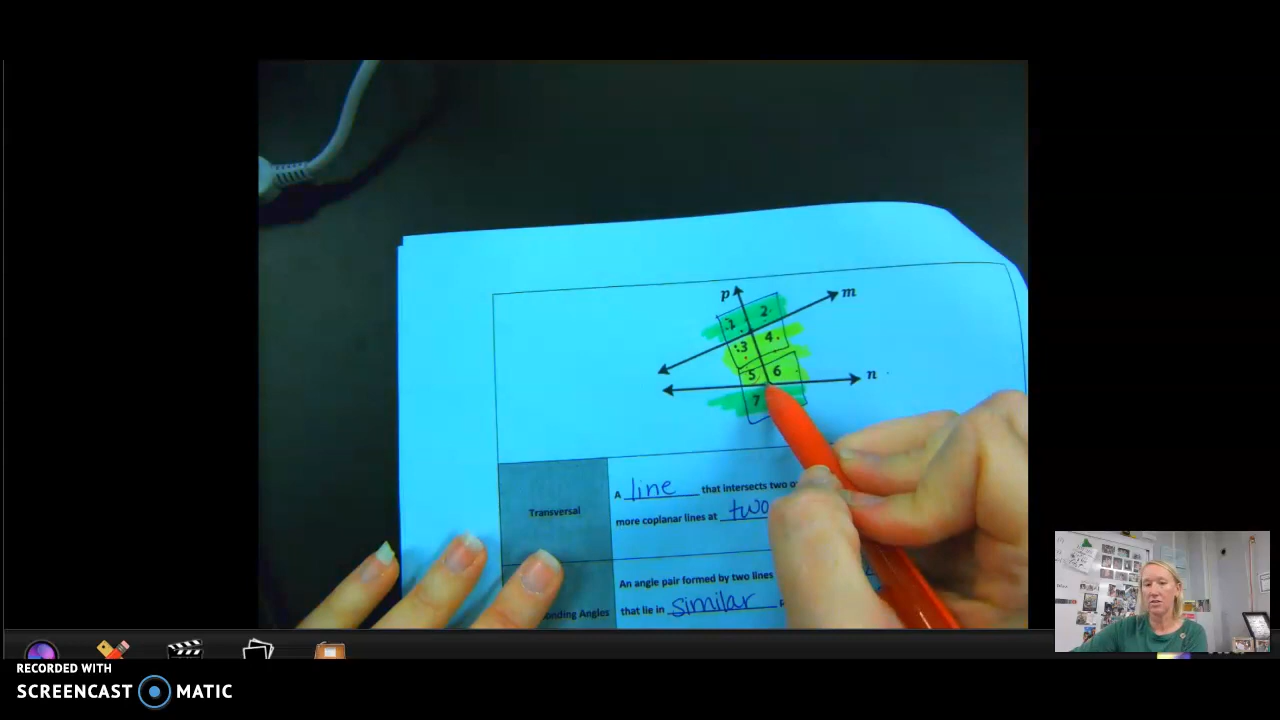 p
m
1 2
3 4
5 6
n
7
A line that intersects two
Transversal
more coplanar lines at two
An angle pair formed by two lines
onding Angles
that lie in similar
RECORDED WITH
SCREENCAST MATIC